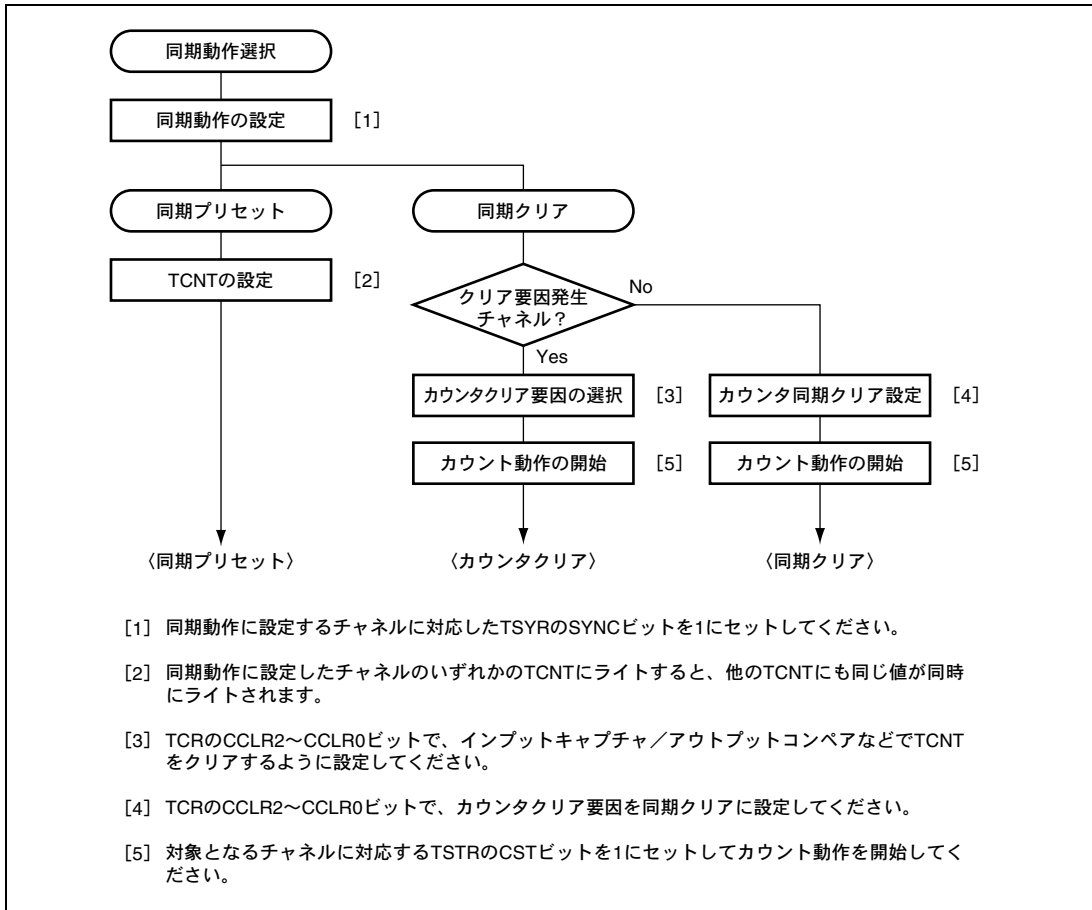 同期動作選択
同期動作の設定 [1]
同期プリセット 同期クリア
TCNTの設定 [2]
クリア要因発生
チャネル？
No
Yes
カウンタクリア要因の選択 [3] カウンタ同期クリア設定 [4]
カウント動作の開始 [5] カウント動作の開始 [5]
〈同期プリセット〉 〈カウンタクリア〉 〈同期クリア〉
[1] 同期動作に設定するチャネルに対応したTSYRのSYNCビットを1にセットしてください。
[2] 同期動作に設定したチャネルのいずれかのTCNTにライトすると、他のTCNTにも同じ値が同時
にライトされます。
[3] TCRのCCLR2～CCLR0ビットで、インプットキャプチャ／アウトプットコンペアなどでTCNT
をクリアするように設定してください。
[4] TCRのCCLR2～CCLR0ビットで、カウンタクリア要因を同期クリアに設定してください。
[5] 対象となるチャネルに対応するTSTRのCSTビットを1にセットしてカウント動作を開始してく
ださい。